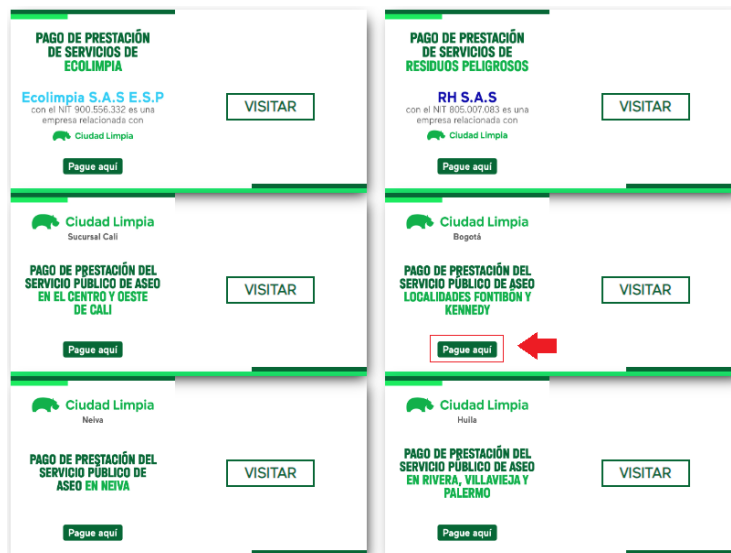 PAGO DE PRESTACIÓN
DE SERVICIOS DE
ECOLIMPIA
Ecolimpia S.A.S E.S.P
con el NIT 900.556.332 es una
empresa relacionada con
Ciudad Limpia
Pague aquí
VISITAR
PAGO DE PRESTACIÓN
DE SERVICIOS DE
RESIDUOS PELIGROSOS
RH S.A.S
con el NIT 805.007.083 es una
empresa relacionada con
Ciudad Limpia
Pague aquí
VISITAR
Ciudad Limpia
Sucursal Cali
PAGO DE PRESTACIÓN DEL
SERVICIO PÚBLICO DE ASEO
EN EL CENTRO Y OESTE
DE CALI
Pague aquí
VISITAR
Ciudad Limpia
Bogotá
PAGO DE PRESTACIÓN DEL
SERVICIO PÚBLICO DE ASEO
LOCALIDADES FONTIBÓN Y
KENNEDY
Pague aquí
VISITAR
Ciudad Limpia
Neiva
PAGO DE PRESTACIÓN DEL
SERVICIO PÚBLICO DE
ASEO EN NEIVA
Pague aquí
VISITAR
Ciudad Limpia
Huila
PAGO DE PRESTACIÓN DEL
SERVICIO PÚBLICO DE ASEO
EN RIVERA, VILLAVIEJA Y
PALERMO
Pague aquí
VISITAR